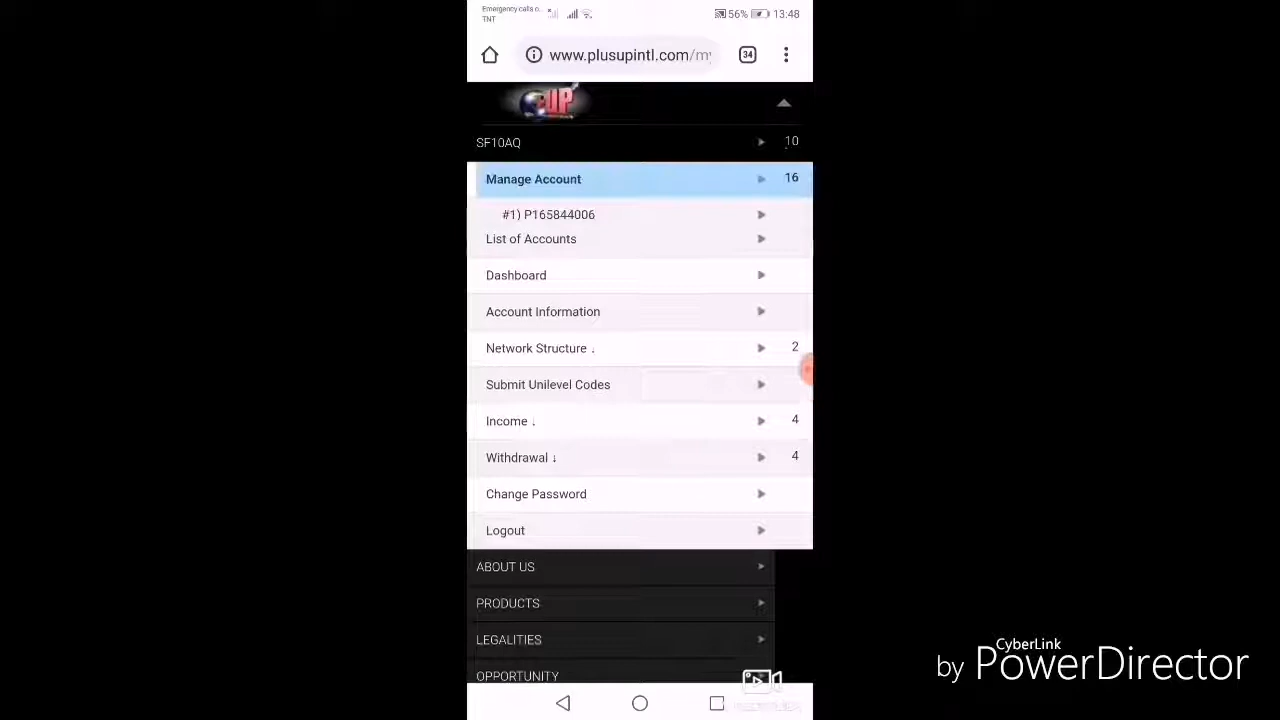 Emergency calls o...
TNT
56%
13:48
www.plusupintl.com/my
34
UP
SF10AQ
10
Manage Account
16
#1) P165844006
List of Accounts
Dashboard
Account Information
Network Structure ↓
2
Submit Unilevel Codes
Income ↓
4
Withdrawal ↓
4
Change Password
Logout
ABOUT US
PRODUCTS
LEGALITIES
OPPORTUNITY
CyberLink
by PowerDirector